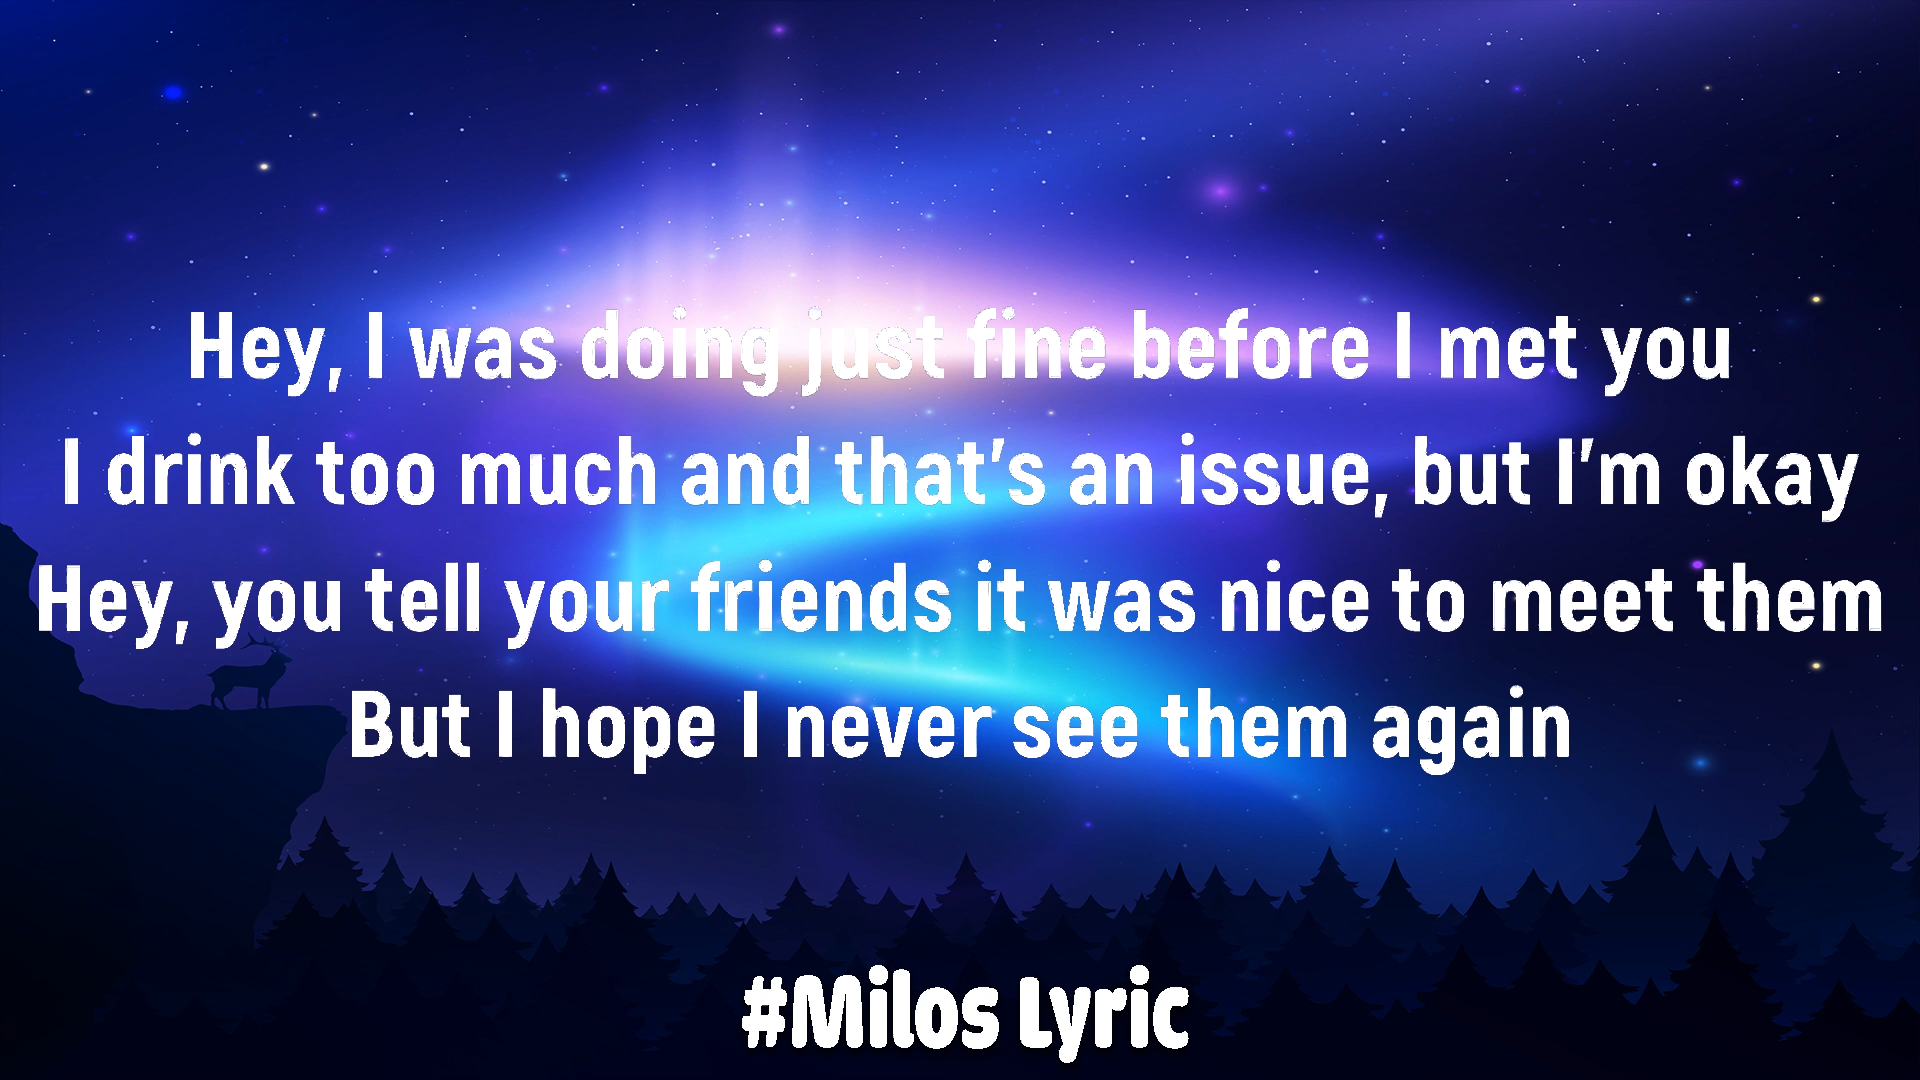 Hey, I was doing just fine before I met you
I drink too much and that's an issue, but I'm okay
Hey, you tell your friends it was nice to meet them
But I hope I never see them again
#Milos Lyric